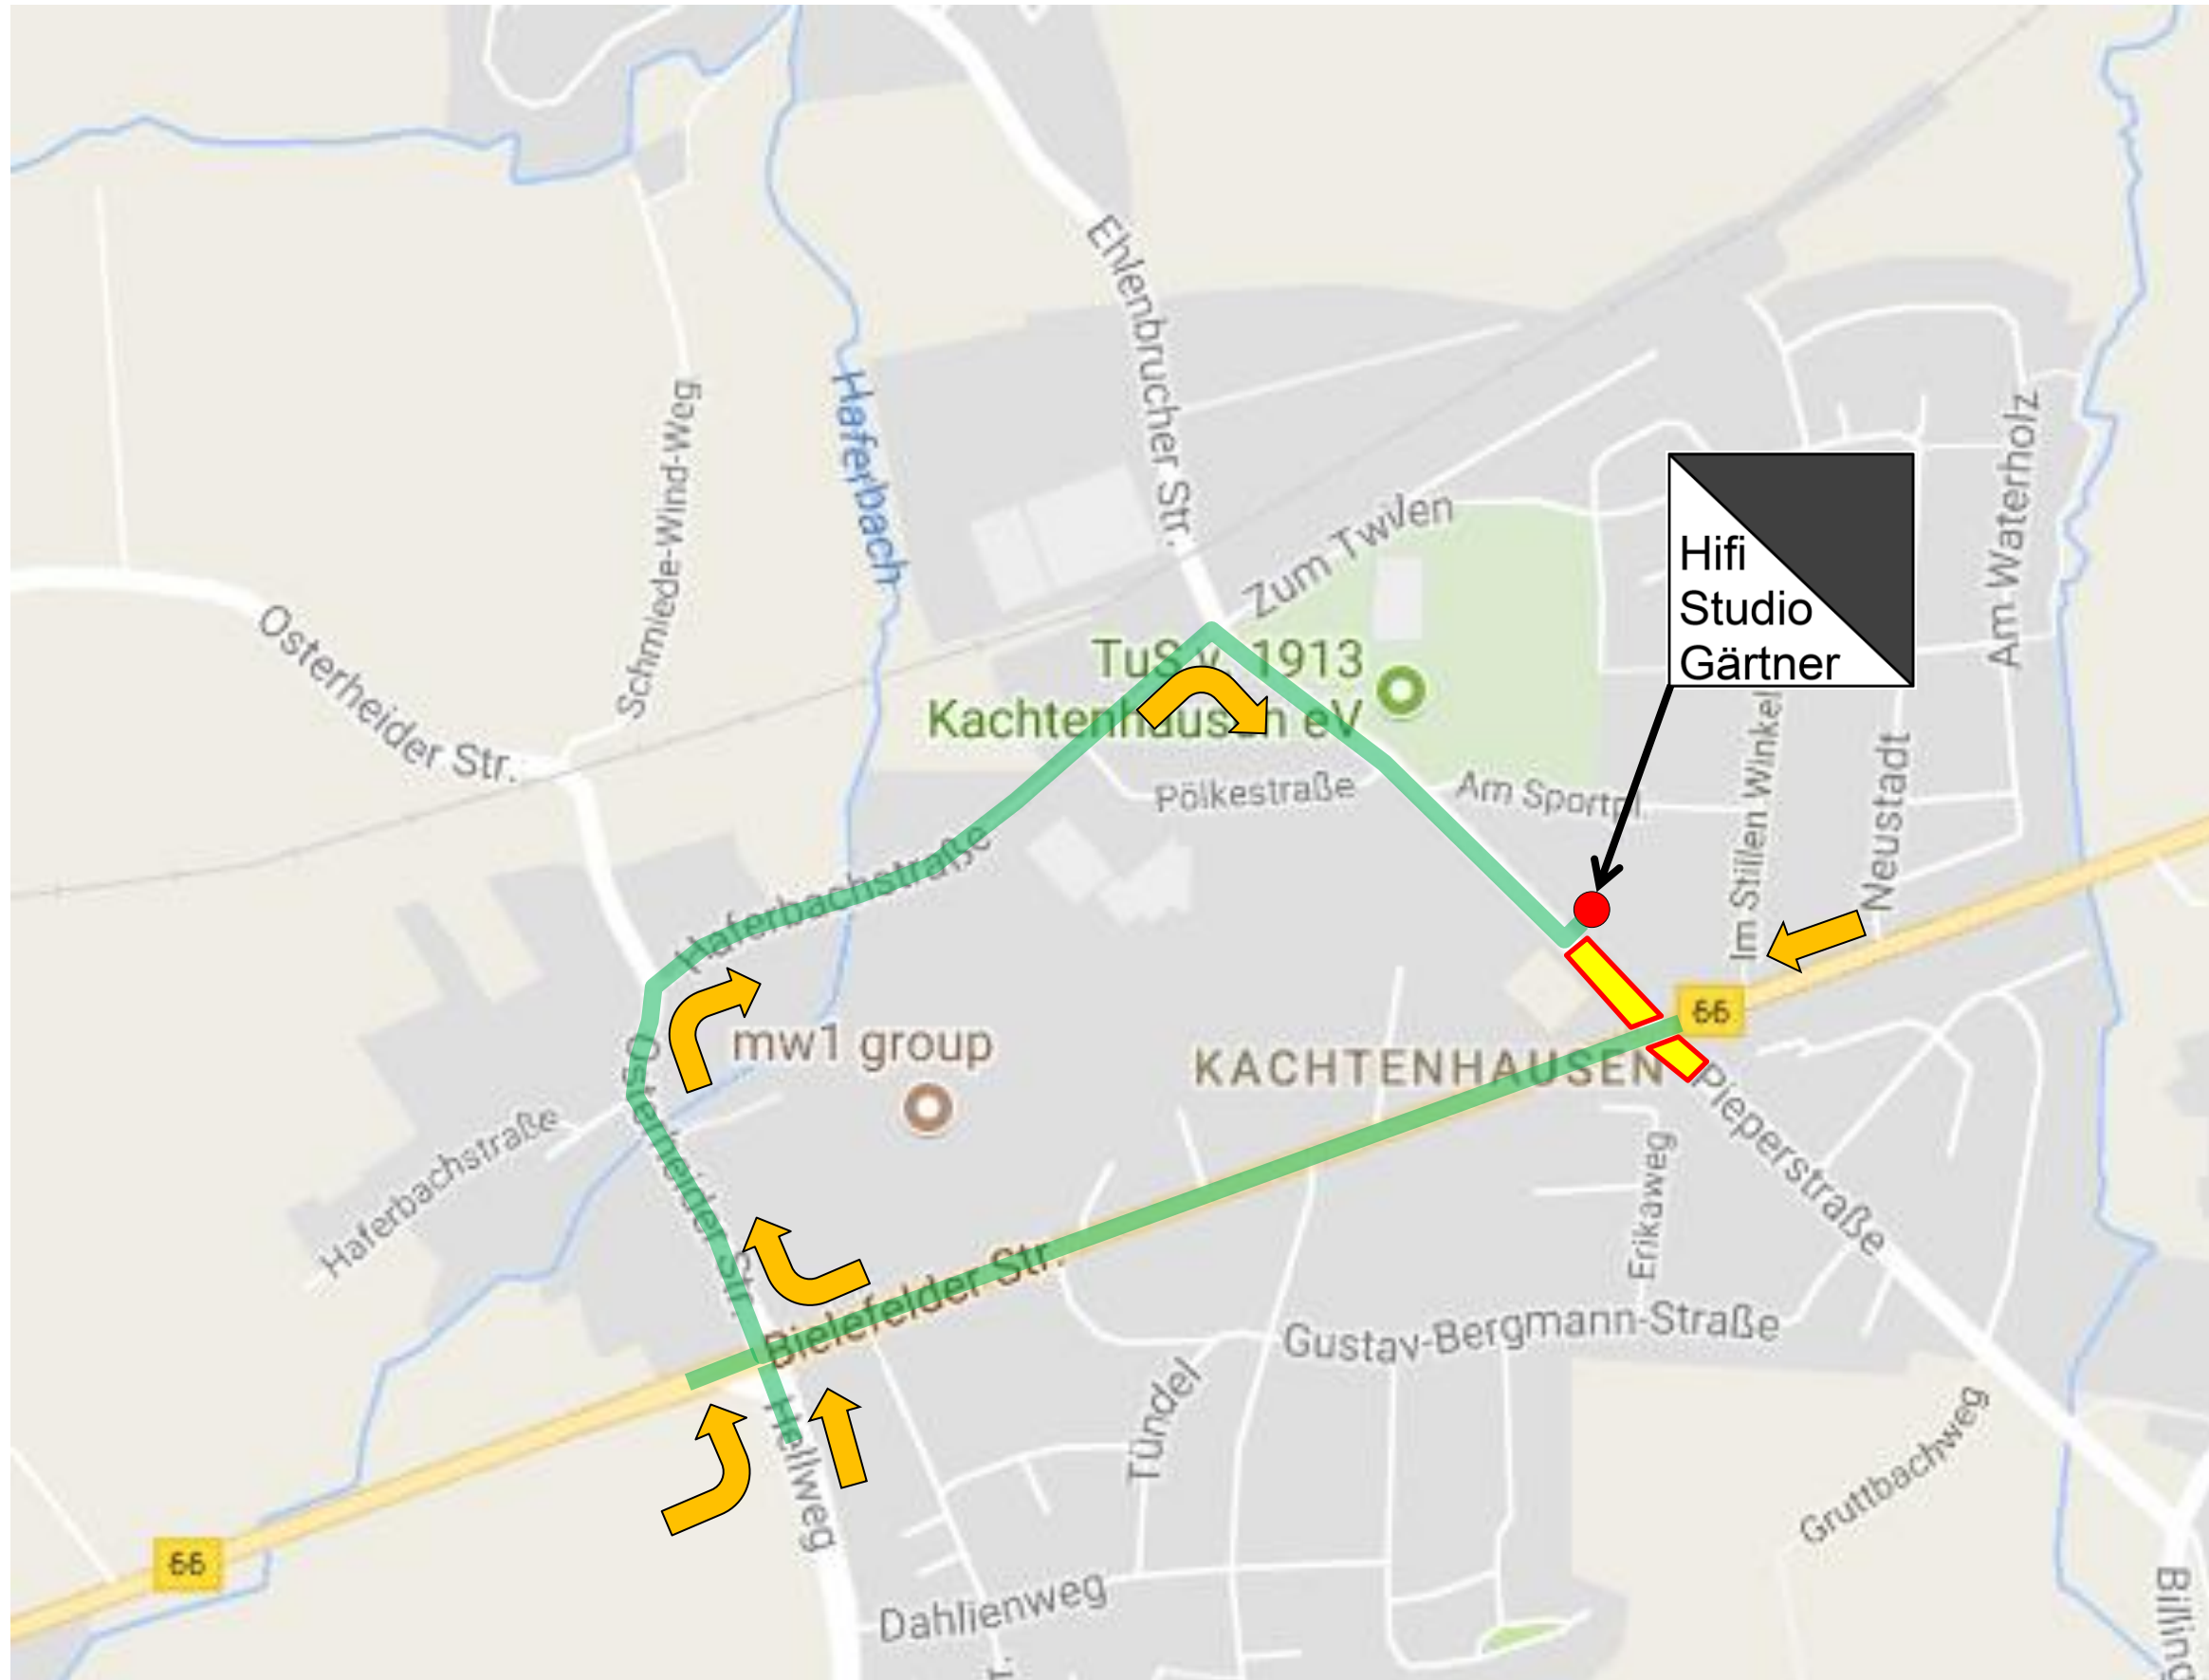 Ehlenbrucher Str.
Schmiede-Wind-Weg
Haferbach
Am Waterholz
Zum Twilen
Hifi
Studio
Gärtner
Osterheider Str.
TuS v. 1913
Kachtenhausen eV
Pölkestraße
Am Sportpl
Im Stillen Winkel
Neustadt
Haferbachstraße
66
mw1 group
KACHTENHAUSEN
Osterheider Str.
Haferbachstraße
Pieperstraße
Erikaweg
Bielefelder Str.
Gustav-Bergmann-Straße
Tündel
Hellweg
Gruttbachweg
66
Dahlienweg
Billing